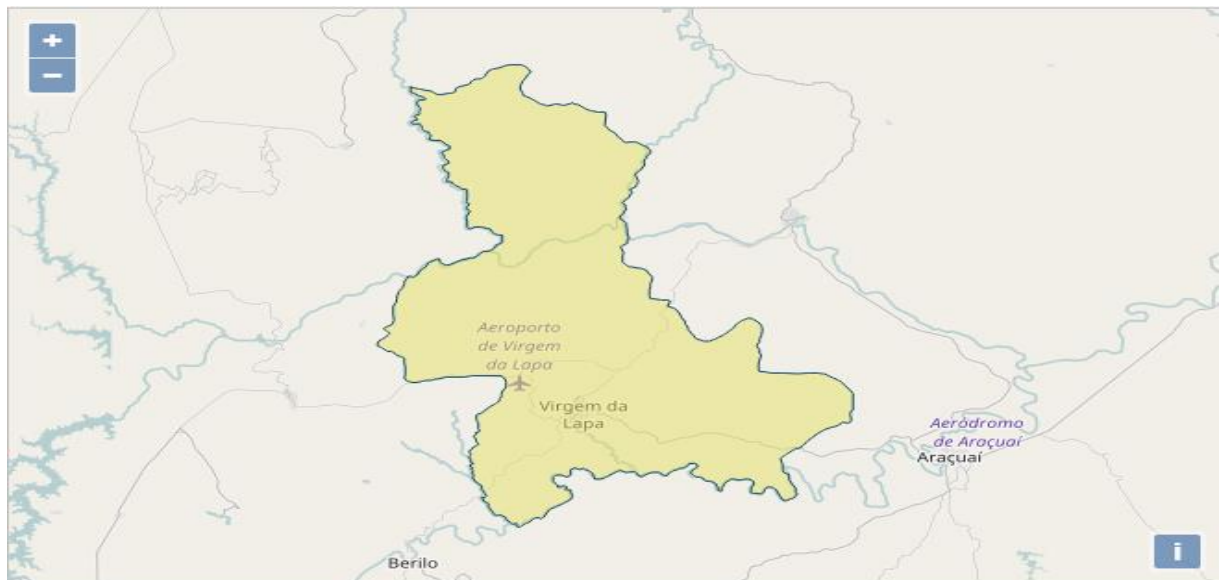 +
−
Aeroporto
de Virgem
da Lapa
Virgem da
Lapa
Aeródromo
de Araçuaí
Araçuaí
Berilo
i